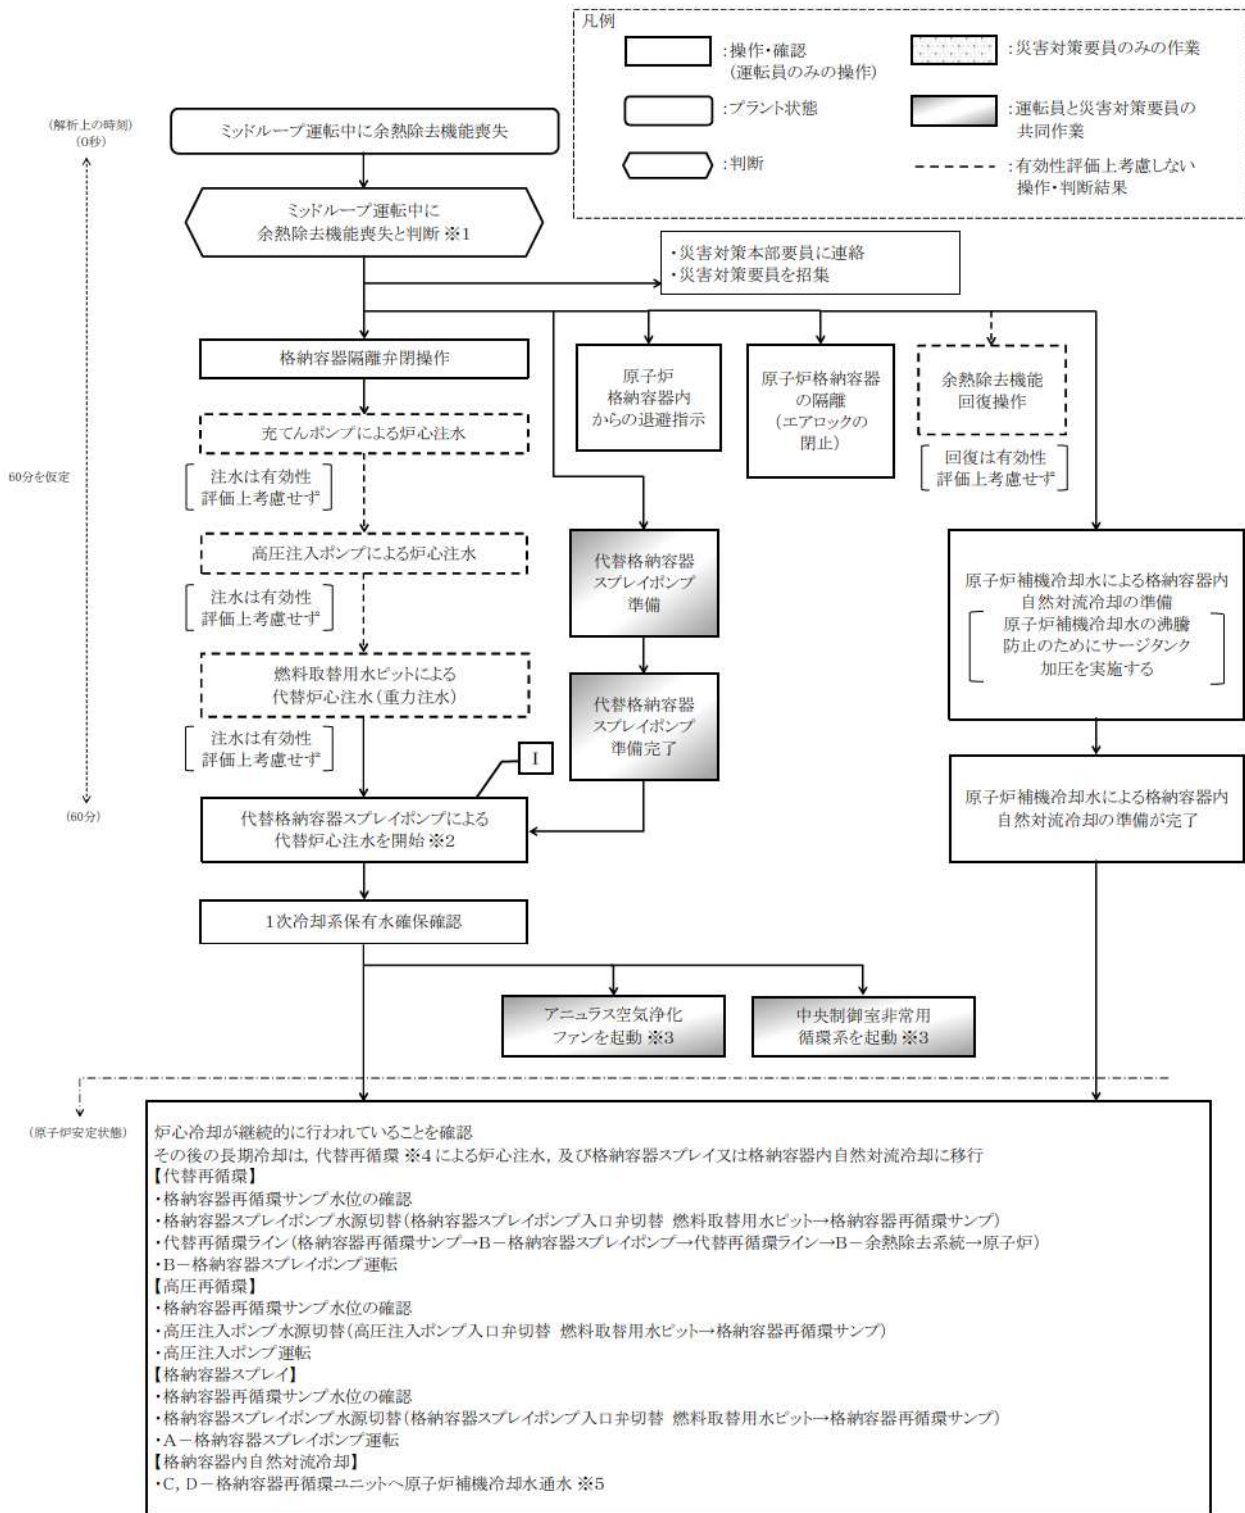 凡例
:操作・確認
(運転員のみの操作)
:プラント状態
:判断
:災害対策要員のみの作業
:運転員と災害対策要員の
共同作業
:有効性評価上考慮しない
操作・判断結果
(解析上の時刻)
(0秒)
ミッドループ運転中に余熱除去機能喪失
ミッドループ運転中に
余熱除去機能喪失と判断 ※1
・災害対策本部要員に連絡
・災害対策要員を招集
格納容器隔離弁閉操作
原子炉
格納容器内
からの退避指示
原子炉格納容器
の隔離
(エアロックの
閉止)
余熱除去機能
回復操作
回復は有効性
評価上考慮せず
充てんポンプによる炉心注水
注水は有効性
評価上考慮せず
60分を仮定
高圧注入ポンプによる炉心注水
注水は有効性
評価上考慮せず
代替格納容器
スプレイポンプ
準備
原子炉補機冷却水による格納容器内
自然対流冷却の準備
原子炉補機冷却水の沸騰
防止のためにサージタンク
加圧を実施する
燃料取替用水ピットによる
代替炉心注水(重力注水)
注水は有効性
評価上考慮せず
代替格納容器
スプレイポンプ
準備完了
I
(60分)
代替格納容器スプレイポンプによる
代替炉心注水を開始 ※2
原子炉補機冷却水による格納容器内
自然対流冷却の準備が完了
1次冷却系保有水確保確認
アニュラス空気浄化
ファンを起動 ※3
中央制御室非常用
循環系を起動 ※3
(原子炉安定状態)
炉心冷却が継続的に行われていることを確認
その後の長期冷却は, 代替再循環 ※4 による炉心注水, 及び格納容器スプレイ又は格納容器内自然対流冷却に移行
【代替再循環】
・格納容器再循環サンプ水位の確認
・格納容器スプレイポンプ水源切替(格納容器スプレイポンプ入口弁切替 燃料取替用水ピット→格納容器再循環サンプ)
・代替再循環ライン(格納容器再循環サンプ→B-格納容器スプレイポンプ→代替再循環ライン→B-余熱除去系統→原子炉)
・B-格納容器スプレイポンプ運転
【高圧再循環】
・格納容器再循環サンプ水位の確認
・高圧注入ポンプ水源切替(高圧注入ポンプ入口弁切替 燃料取替用水ピット→格納容器再循環サンプ)
・高圧注入ポンプ運転
【格納容器スプレイ】
・格納容器再循環サンプ水位の確認
・格納容器スプレイポンプ水源切替(格納容器スプレイポンプ入口弁切替 燃料取替用水ピット→格納容器再循環サンプ)
・A-格納容器スプレイポンプ運転
【格納容器内自然対流冷却】
・C, D-格納容器再循環ユニットへ原子炉補機冷却水通水 ※5